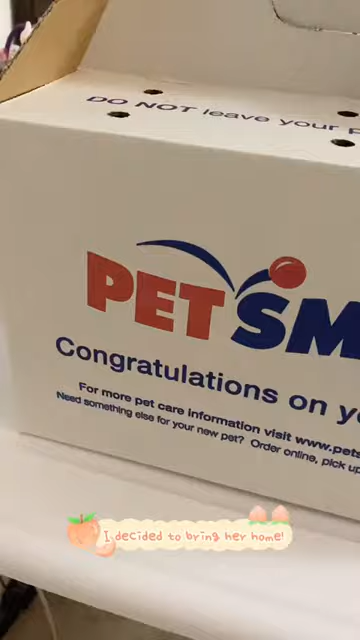 DO NOT leave your
PETSM
Congratulations on
For more pet care information visit www.pets
Need something else for your new pet? Order online, pick up
I decided to bring her home!